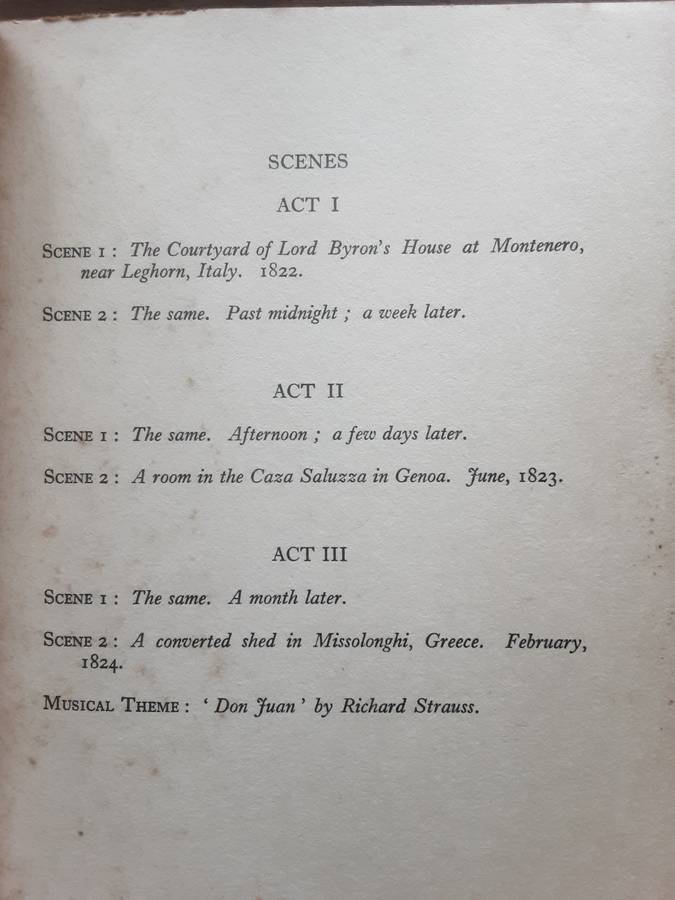 SCENES
ACT I
SCENE 1 : The Courtyard of Lord Byron's House at Montenero,
near Leghorn, Italy. 1822.
SCENE 2 : The same. Past midnight ; a week later.
ACT II
SCENE 1 : The same. Afternoon ; a few days later.
SCENE 2 : A room in the Caza Saluzza in Genoa. June, 1823.
ACT III
SCENE 1 : The same. A month later.
SCENE 2 : A converted shed in Missolonghi, Greece. February,
1824.
MUSICAL THEME : ‘ Don Juan ’ by Richard Strauss.